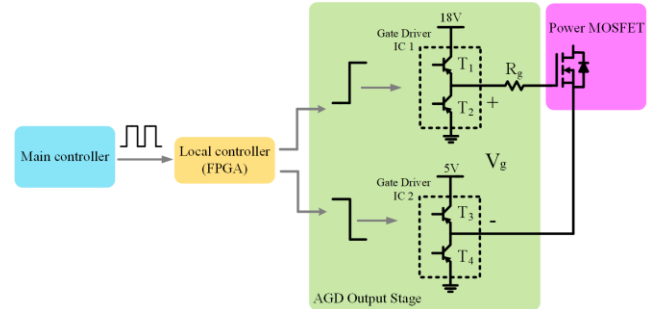 18V
Gate Driver
IC 1
T1
T2
+
Rg
Power MOSFET
Main controller
Local controller
(FPGA)
Vg
5V
Gate Driver
IC 2
T3
T4
-
AGD Output Stage